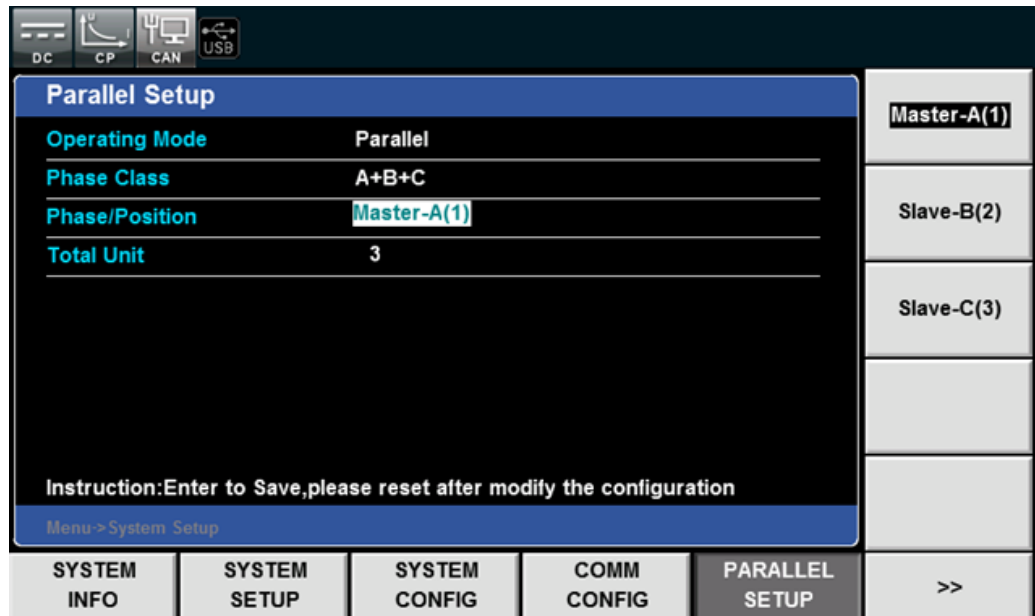 DC CP CAN USB
U I
Parallel Setup
Operating Mode Parallel
Phase Class A+B+C
Phase/Position Master-A(1)
Total Unit 3
Instruction:Enter to Save,please reset after modify the configuration
Menu->System Setup
Master-A(1)
Slave-B(2)
Slave-C(3)
SYSTEM INFO
SYSTEM SETUP
SYSTEM CONFIG
COMM CONFIG
PARALLEL SETUP
>>